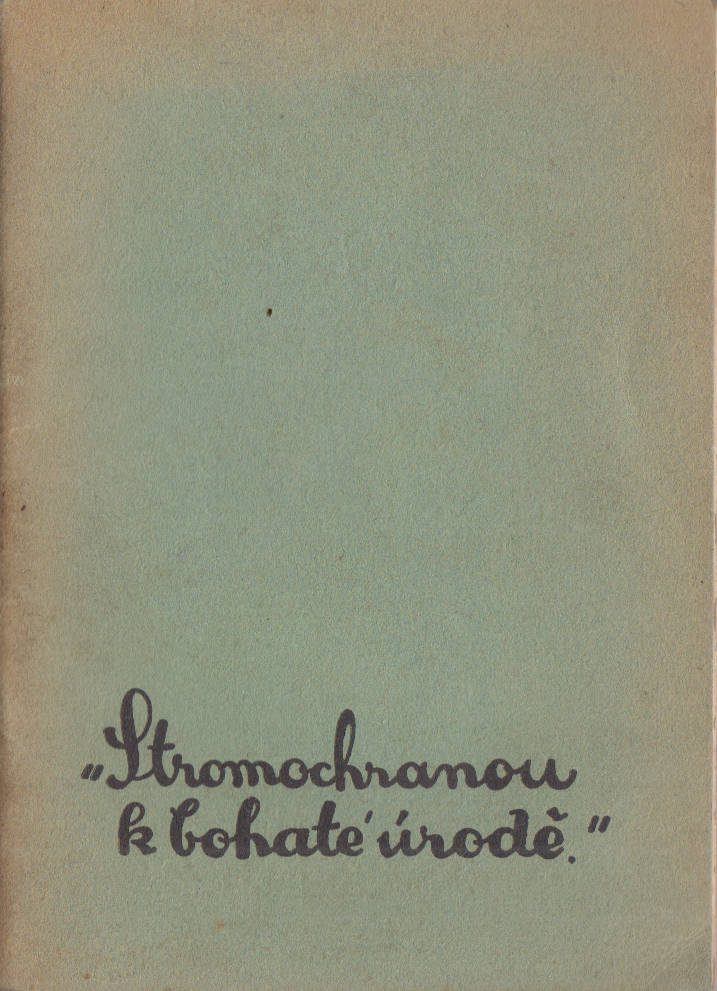 „Stromochranou
k bohaté úrodě.“